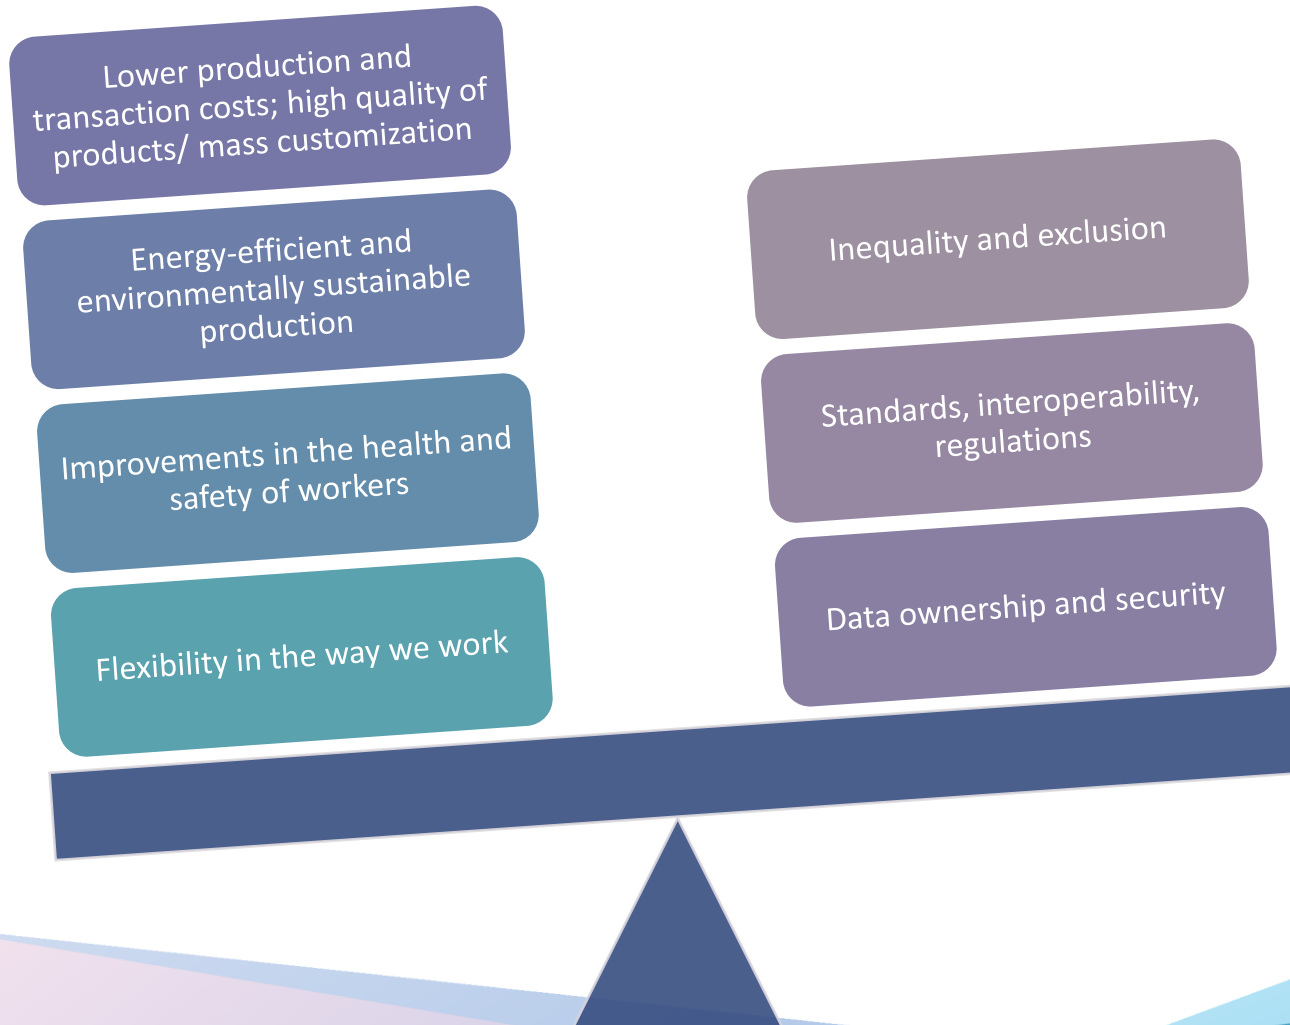 Lower production and
transaction costs; high quality of
products/ mass customization
Energy-efficient and
environmentally sustainable
production
Improvements in the health and
safety of workers
Flexibility in the way we work
Inequality and exclusion
Standards, interoperability,
regulations
Data ownership and security